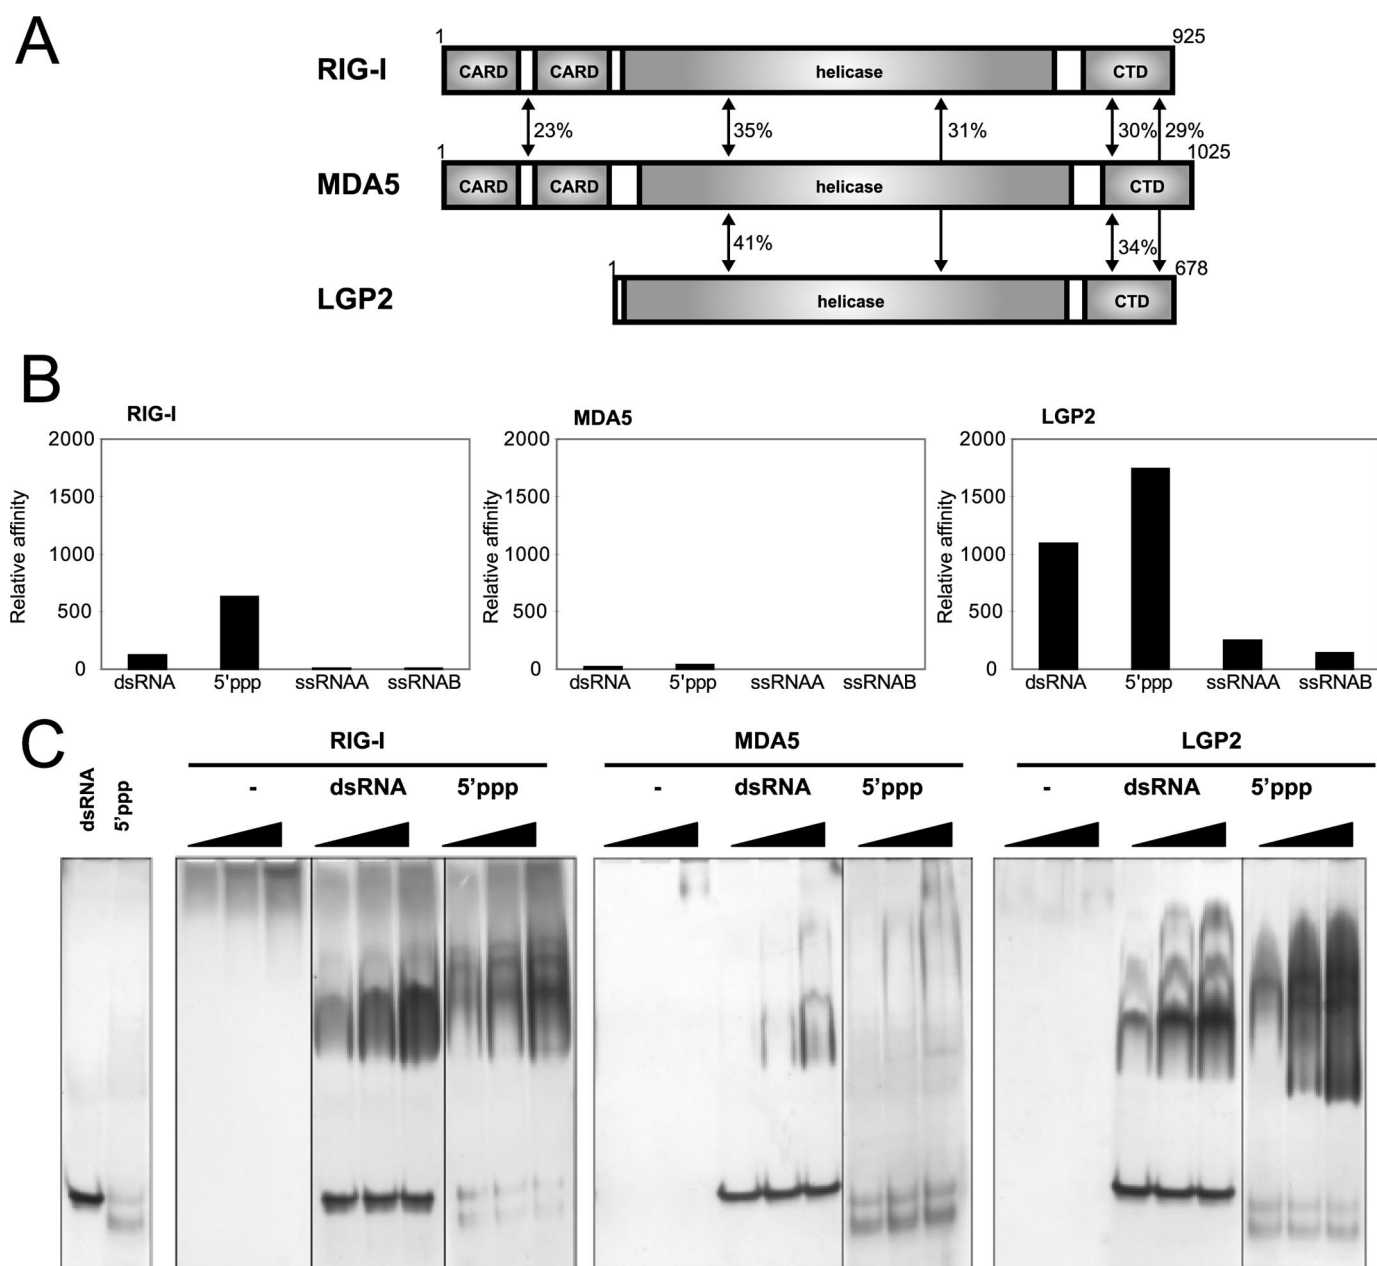 A
1
925
RIG-I
CARD
CARD
helicase
CTD
23%
35%
31%
30%
29%
1
1025
MDA5
CARD
CARD
helicase
CTD
41%
34%
1
678
LGP2
helicase
CTD
B
RIG-I
MDA5
LGP2
Relative affinity
2000
1500
1000
500
0
dsRNA 5'ppp ssRNAA ssRNAB
Relative affinity
2000
1500
1000
500
0
dsRNA 5'ppp ssRNAA ssRNAB
Relative affinity
2000
1500
1000
500
0
dsRNA 5'ppp ssRNAA ssRNAB
C
dsRNA
5'ppp
RIG-I
- dsRNA 5’ppp
MDA5
- dsRNA 5’ppp
LGP2
- dsRNA 5’ppp